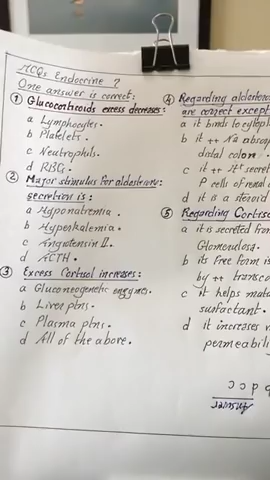 MCQs Endocrine ?
One answer is correct:
① Glucocorticoids excess decreases:
a Lymphocytes.
b Platelets.
c Neutrophils.
d RBCs.
② Major stimulus for aldosterone
secretion is:
a Hyponatremia.
b Hyperkalemia.
c Angiotensin II.
d ACTH.
③ Excess Cortisol increases:
a Gluconeogenetic enzymes.
b Liver ptns.
c Plasma ptns.
d All of the above.
④ Regarding aldoster
are correct except
a it binds to cytopl
b it ++ Na absorp
distal colon.
c it ++ H+ secret
P cells of renal
d it is a steroid
⑤ Regarding Cortiso
a it is secreted from
Glomerulosa.
b its free form is
by ++ transco
c it helps matu
surfactant.
d it increases v
permeabili
Answer